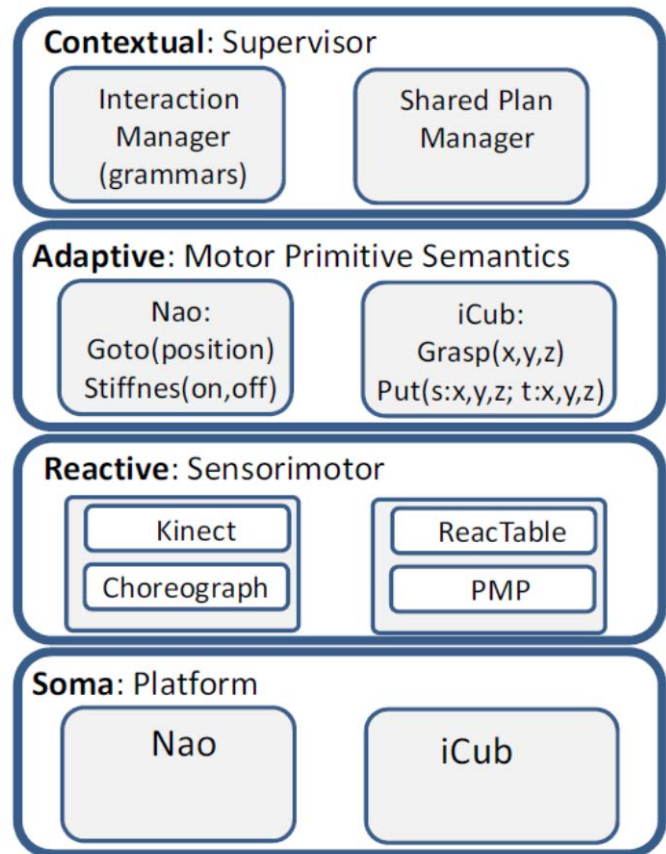 Contextual: Supervisor
Interaction
Manager
(grammars)
Shared Plan
Manager
Adaptive: Motor Primitive Semantics
Nao:
Goto(position)
Stiffnes(on,off)
iCub:
Grasp(x,y,z)
Put(s:x,y,z; t:x,y,z)
Reactive: Sensorimotor
Kinect
Choreograph
ReacTable
PMP
Soma: Platform
Nao
iCub